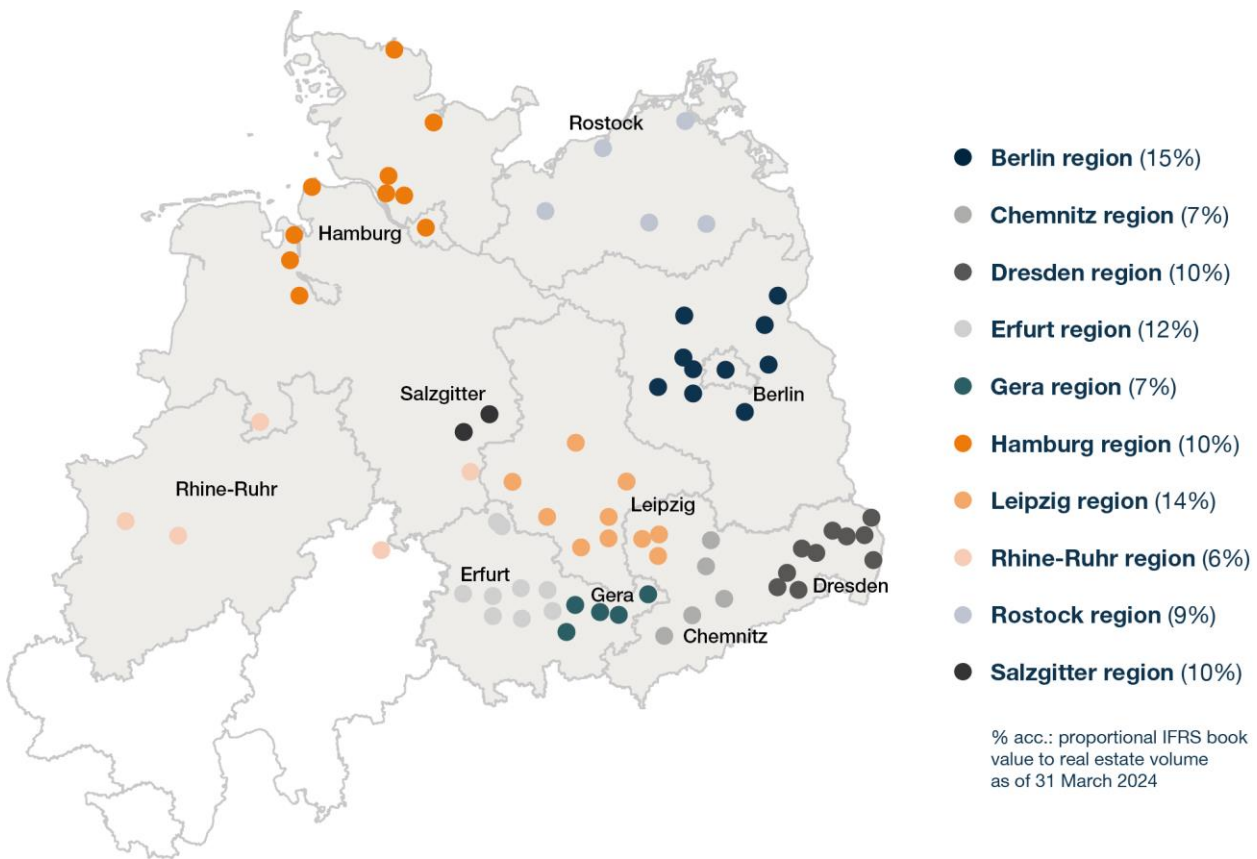 Rostock
Hamburg
Salzgitter
Berlin
Rhine-Ruhr
Leipzig
Erfurt
Gera
Dresden
Chemnitz
Berlin region (15%)
Chemnitz region (7%)
Dresden region (10%)
Erfurt region (12%)
Gera region (7%)
Hamburg region (10%)
Leipzig region (14%)
Rhine-Ruhr region (6%)
Rostock region (9%)
Salzgitter region (10%)
% acc.: proportional IFRS book
value to real estate volume
as of 31 March 2024